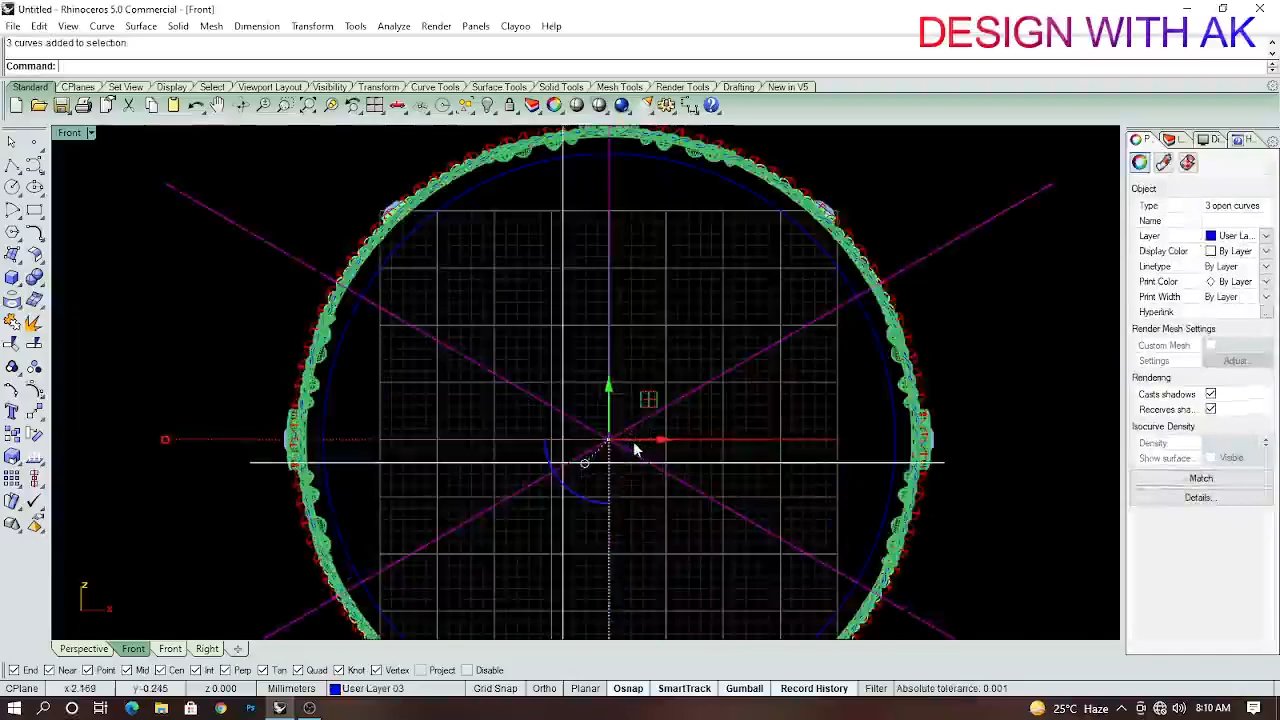 Untitled - Rhinoceros 5.0 Commercial - [Front]
DESIGN WITH AK
File Edit View Curve Surface Solid Mesh Dimension Transform Tools Analyze Render Panels Clayoo Help
3 curves added to selection.
Command:
Standard CPlanes Set View Display Select Viewport Layout Visibility Transform Curve Tools Surface Tools Solid Tools Mesh Tools Render Tools Drafting New in V5
Front
P... L... Di... H...
Object
Type 3 open curves
Name
Layer User La...
Display Color By Layer
Linetype By Layer
Print Color By Layer
Print Width By Layer
Hyperlink ...
Render Mesh Settings
Custom Mesh
Settings Adjust...
Rendering
Casts shadows
Receives sha...
Isocurve Density
Density
Show surface... Visible
Match
Details...
z
x
Perspective Front Front Right
End Near Point Mid Cen Int Perp Tan Quad Knot Vertex Project Disable
CPlane x 2.169 y -0.245 z 0.000 Millimeters User Layer 03 Grid Snap Ortho Planar Osnap SmartTrack Gumball Record History Filter Absolute tolerance: 0.001
25°C Haze 8:10 AM